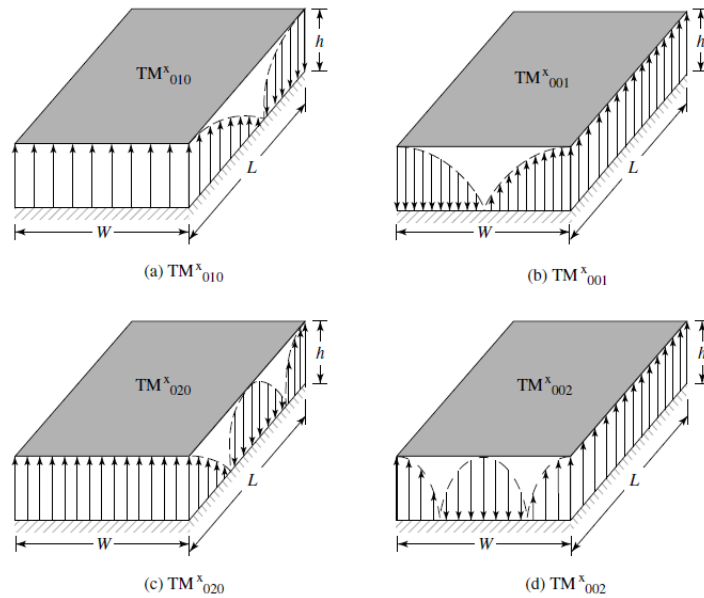 TMˣ₀₁₀
h
L
W
(a) TMˣ₀₁₀
TMˣ₀₀₁
h
L
W
(b) TMˣ₀₀₁
TMˣ₀₂₀
h
L
W
(c) TMˣ₀₂₀
TMˣ₀₀₂
h
L
W
(d) TMˣ₀₀₂